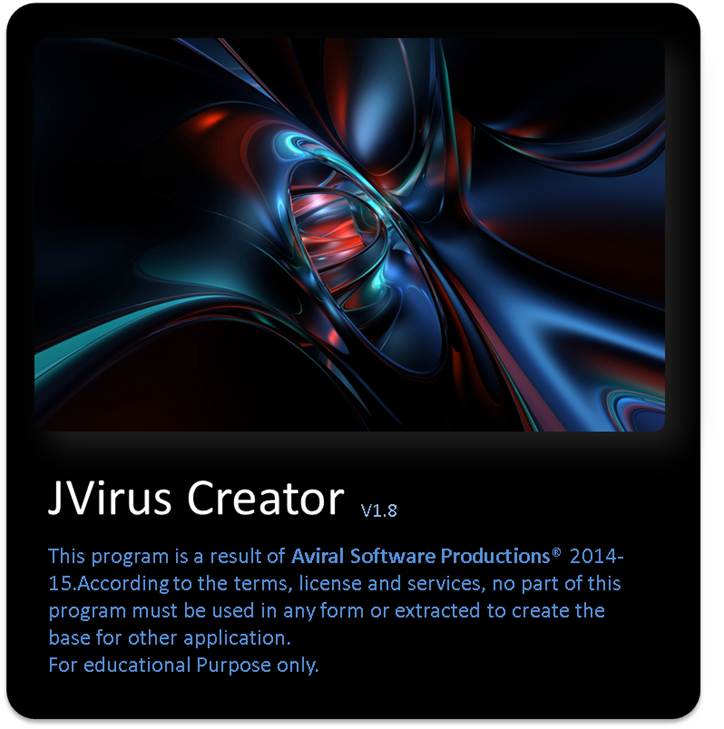 JVirus Creator V1.8
This program is a result of Aviral Software Productions® 2014-
15.According to the terms, license and services, no part of this
program must be used in any form or extracted to create the
base for other application.
For educational Purpose only.